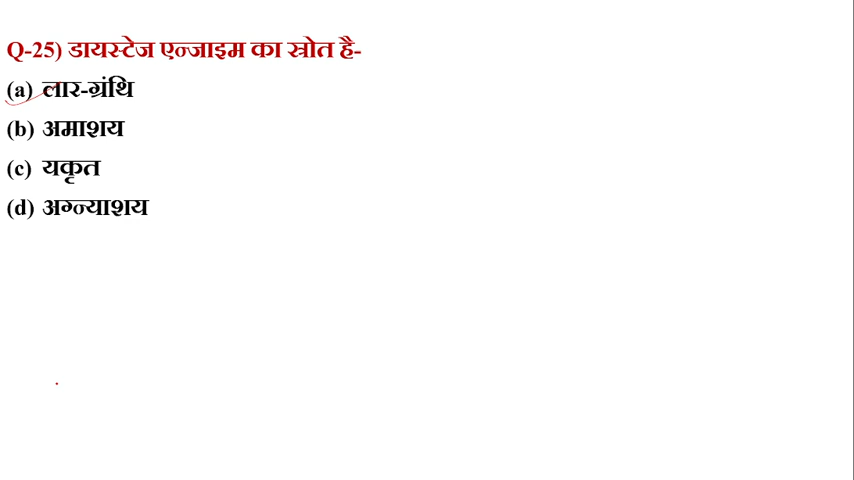 Q-25) डायस्टेज एन्जाइम का स्रोत है-
(a) लार-ग्रंथि
(b) अमाशय
(c) यकृत
(d) अग्न्याशय